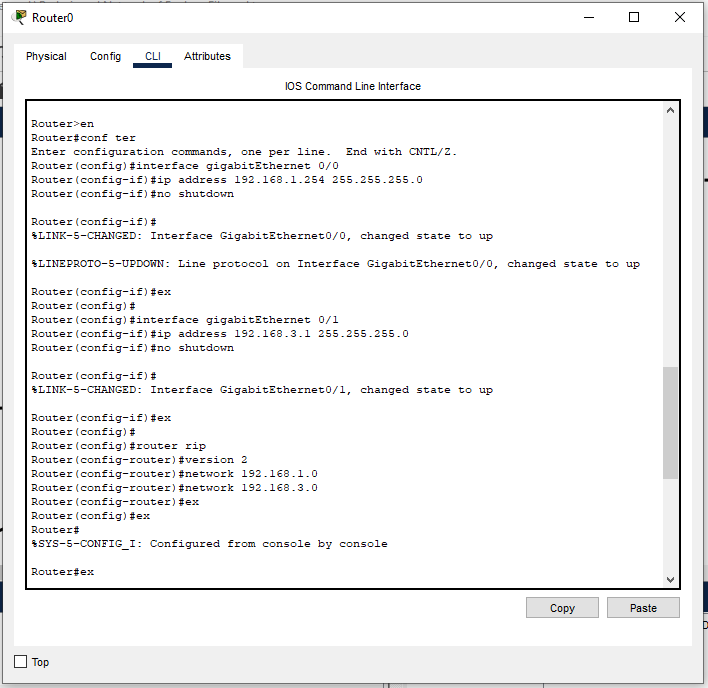 Router0
Physical Config CLI Attributes
IOS Command Line Interface
Router>en
Router#conf ter
Enter configuration commands, one per line.  End with CNTL/Z.
Router(config)#interface gigabitEthernet 0/0
Router(config-if)#ip address 192.168.1.254 255.255.255.0
Router(config-if)#no shutdown
Router(config-if)#
%LINK-5-CHANGED: Interface GigabitEthernet0/0, changed state to up
%LINEPROTO-5-UPDOWN: Line protocol on Interface GigabitEthernet0/0, changed state to up
Router(config-if)#ex
Router(config)#
Router(config)#interface gigabitEthernet 0/1
Router(config-if)#ip address 192.168.3.1 255.255.255.0
Router(config-if)#no shutdown
Router(config-if)#
%LINK-5-CHANGED: Interface GigabitEthernet0/1, changed state to up
Router(config-if)#ex
Router(config)#
Router(config)#router rip
Router(config-router)#version 2
Router(config-router)#network 192.168.1.0
Router(config-router)#network 192.168.3.0
Router(config-router)#ex
Router(config)#ex
Router#
%SYS-5-CONFIG_I: Configured from console by console
Router#ex
Copy Paste
Top